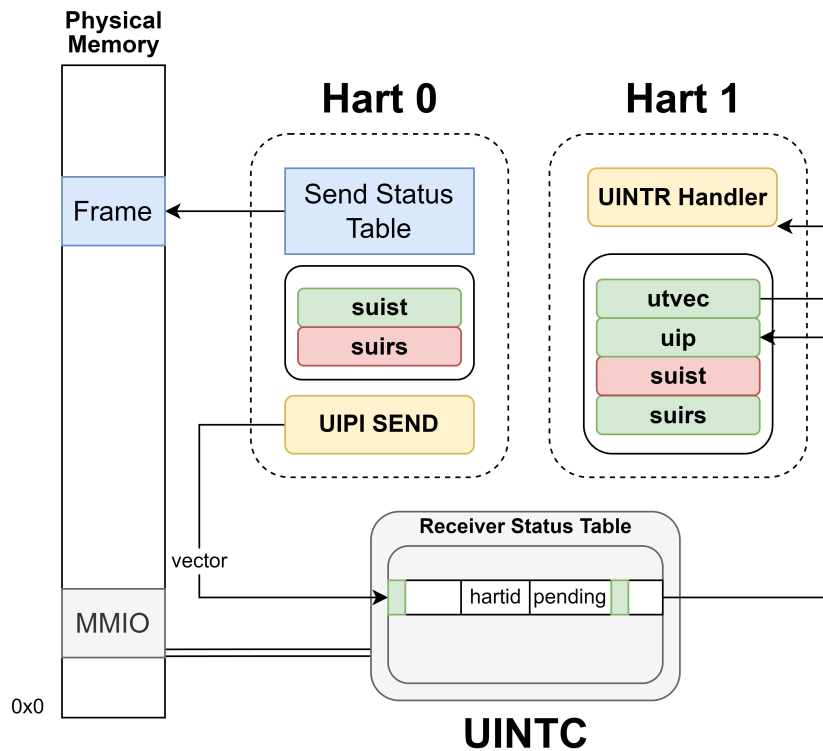 Physical
Memory
Frame
MMIO
0x0
Hart 0
Send Status
Table
suist
suirs
UIPI SEND
vector
Hart 1
UINTR Handler
utvec
uip
suist
suirs
Receiver Status Table
hartid
pending
UINTC